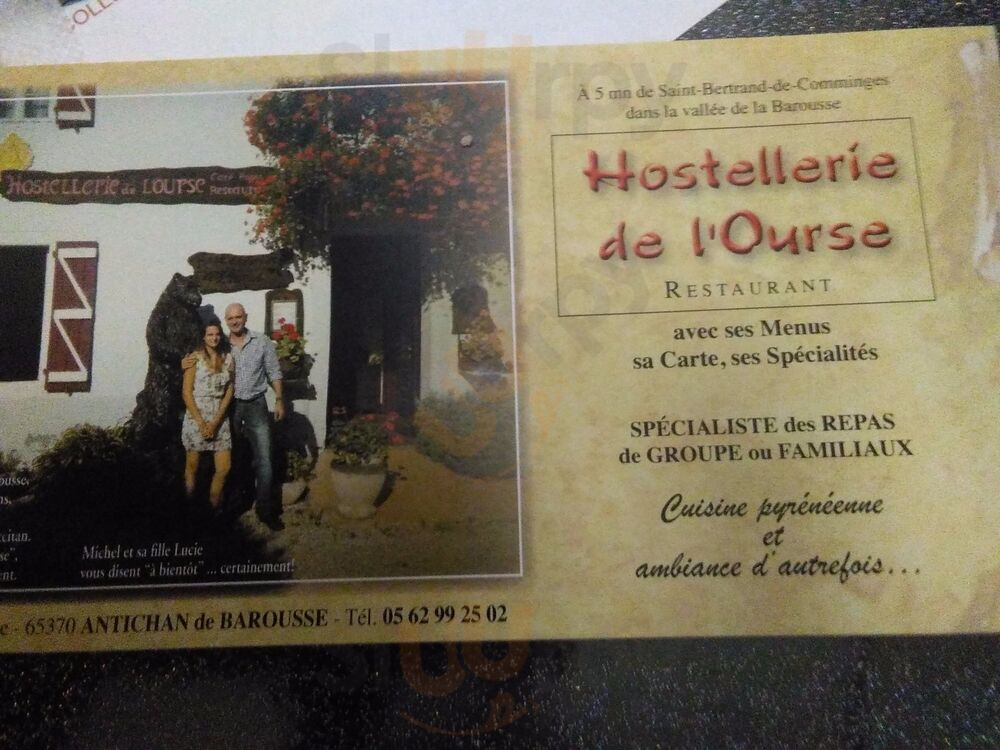 À 5 mn de Saint-Bertrand-de-Comminges
dans la vallée de la Barousse
Hostellerie
de l'Ourse
RESTAURANT
avec ses Menus
sa Carte, ses Spécialités
SPÉCIALISTE des REPAS
de GROUPE ou FAMILIAUX
Cuisine pyrénéenne
et
ambiance d'autrefois...
HOSTELLERIE de L'OURSE
Michel et sa fille Lucie
vous disent "à bientôt" ... certainement!
- 65370 ANTICHAN de BAROUSSE - Tél. 05 62 99 25 02